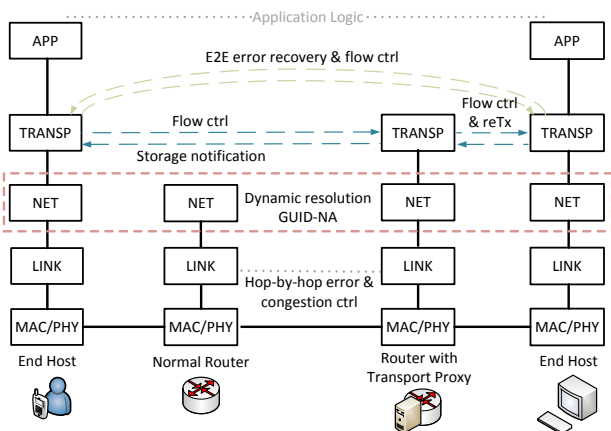 Application Logic
APP
APP
E2E error recovery & flow ctrl
Flow ctrl
Flow ctrl
& reTx
TRANSP
TRANSP
TRANSP
Storage notification
NET
NET
Dynamic resolution
GUID-NA
NET
NET
LINK
LINK
LINK
LINK
Hop-by-hop error &
congestion ctrl
MAC/PHY
MAC/PHY
MAC/PHY
MAC/PHY
End Host
Normal Router
Router with
Transport Proxy
End Host